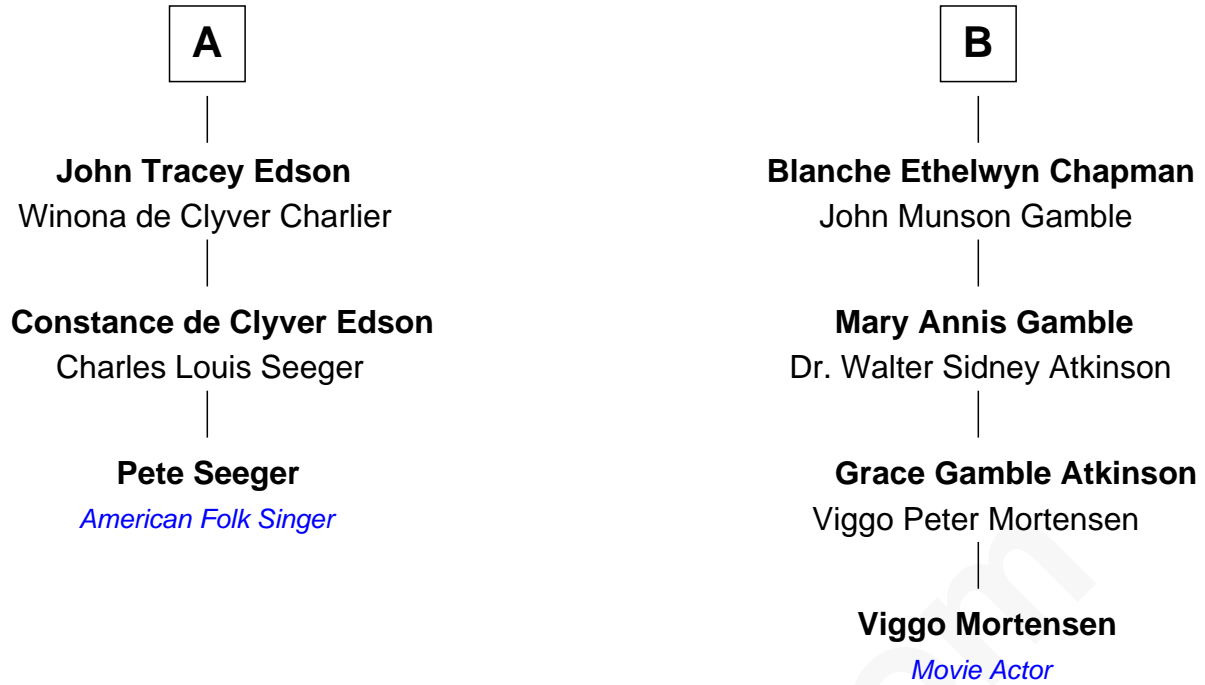 A
John Tracey Edson
Winona de Clyver Charlier
Constance de Clyver Edson
Charles Louis Seeger
Pete Seeger
American Folk Singer
B
Blanche Ethelwyn Chapman
John Munson Gamble
Mary Annis Gamble
Dr. Walter Sidney Atkinson
Grace Gamble Atkinson
Viggo Peter Mortensen
Viggo Mortensen
Movie Actor